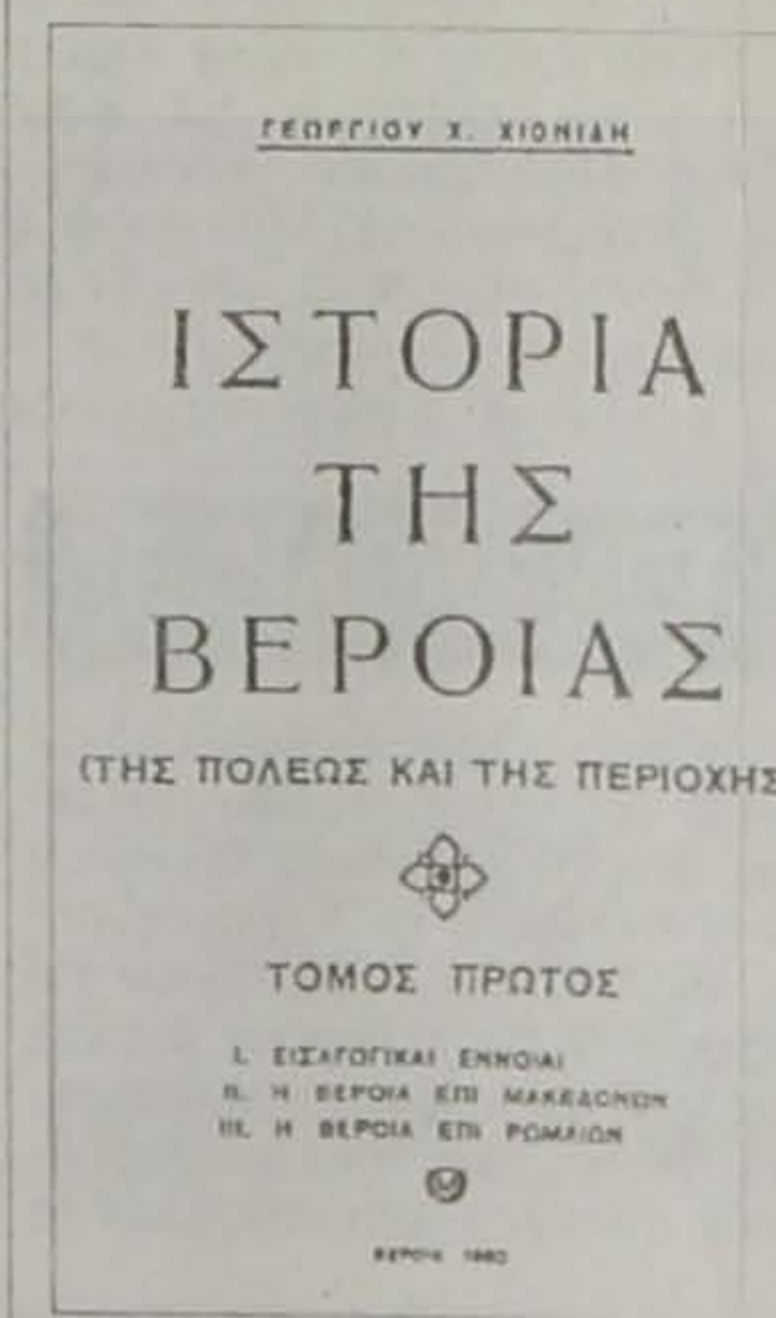 ΓΕΩΡΓΙΟΥ Χ. ΧΙΟΝΙΔΗ
ΙΣΤΟΡΙΑ
ΤΗΣ
ΒΕΡΟΙΑΣ
(ΤΗΣ ΠΟΛΕΩΣ ΚΑΙ ΤΗΣ ΠΕΡΙΟΧΗΣ
ΤΟΜΟΣ ΠΡΩΤΟΣ
I. ΕΙΣΑΓΩΓΙΚΑΙ ΕΝΝΟΙΑΙ
II. Η ΒΕΡΟΙΑ ΕΠΙ ΜΑΚΕΔΟΝΩΝ
III. Η ΒΕΡΟΙΑ ΕΠΙ ΡΩΜΑΙΩΝ
ΒΕΡΟΙΑ 1960